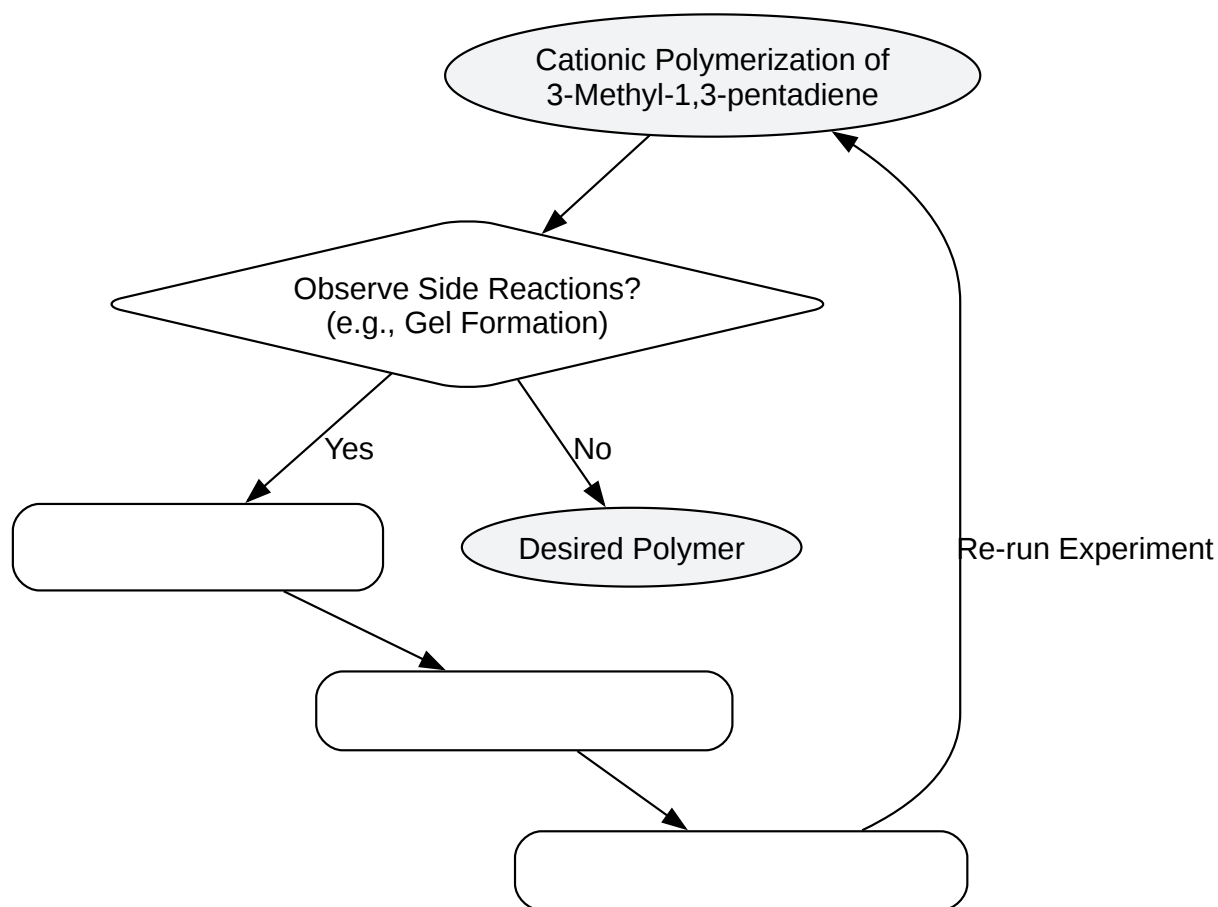 Cationic Polymerization of
3-Methyl-1,3-pentadiene
Observe Side Reactions?
(e.g., Gel Formation)
Yes
No
Desired Polymer
Re-run Experiment